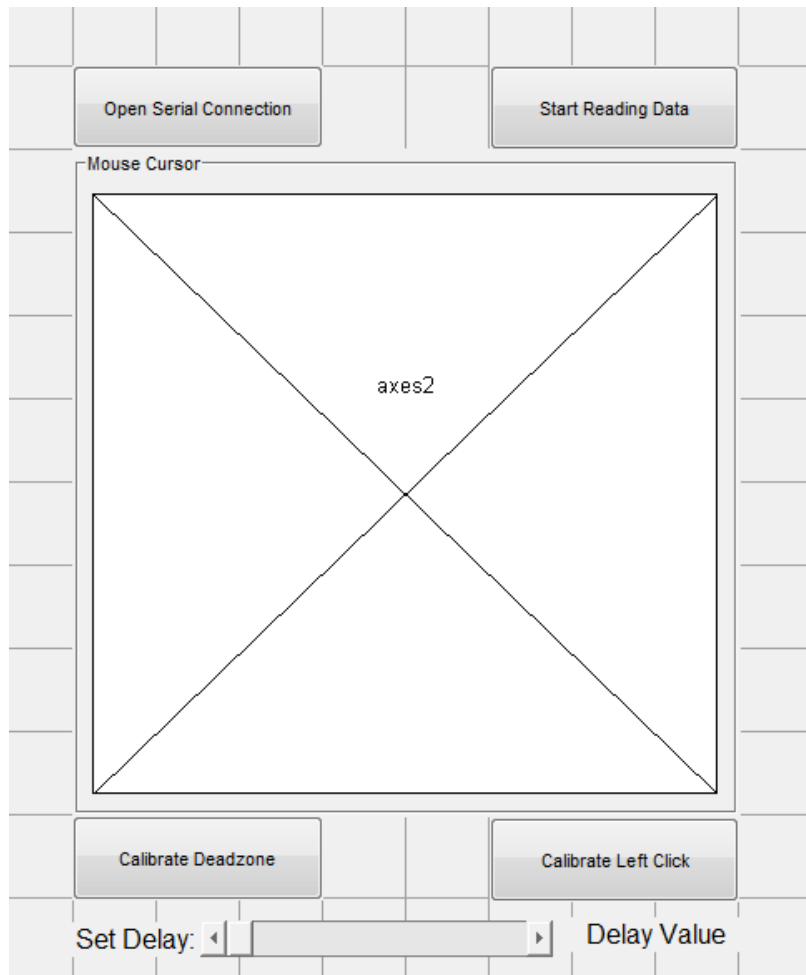 Open Serial Connection
Start Reading Data
Mouse Cursor
axes2
Calibrate Deadzone
Calibrate Left Click
Set Delay:
Delay Value